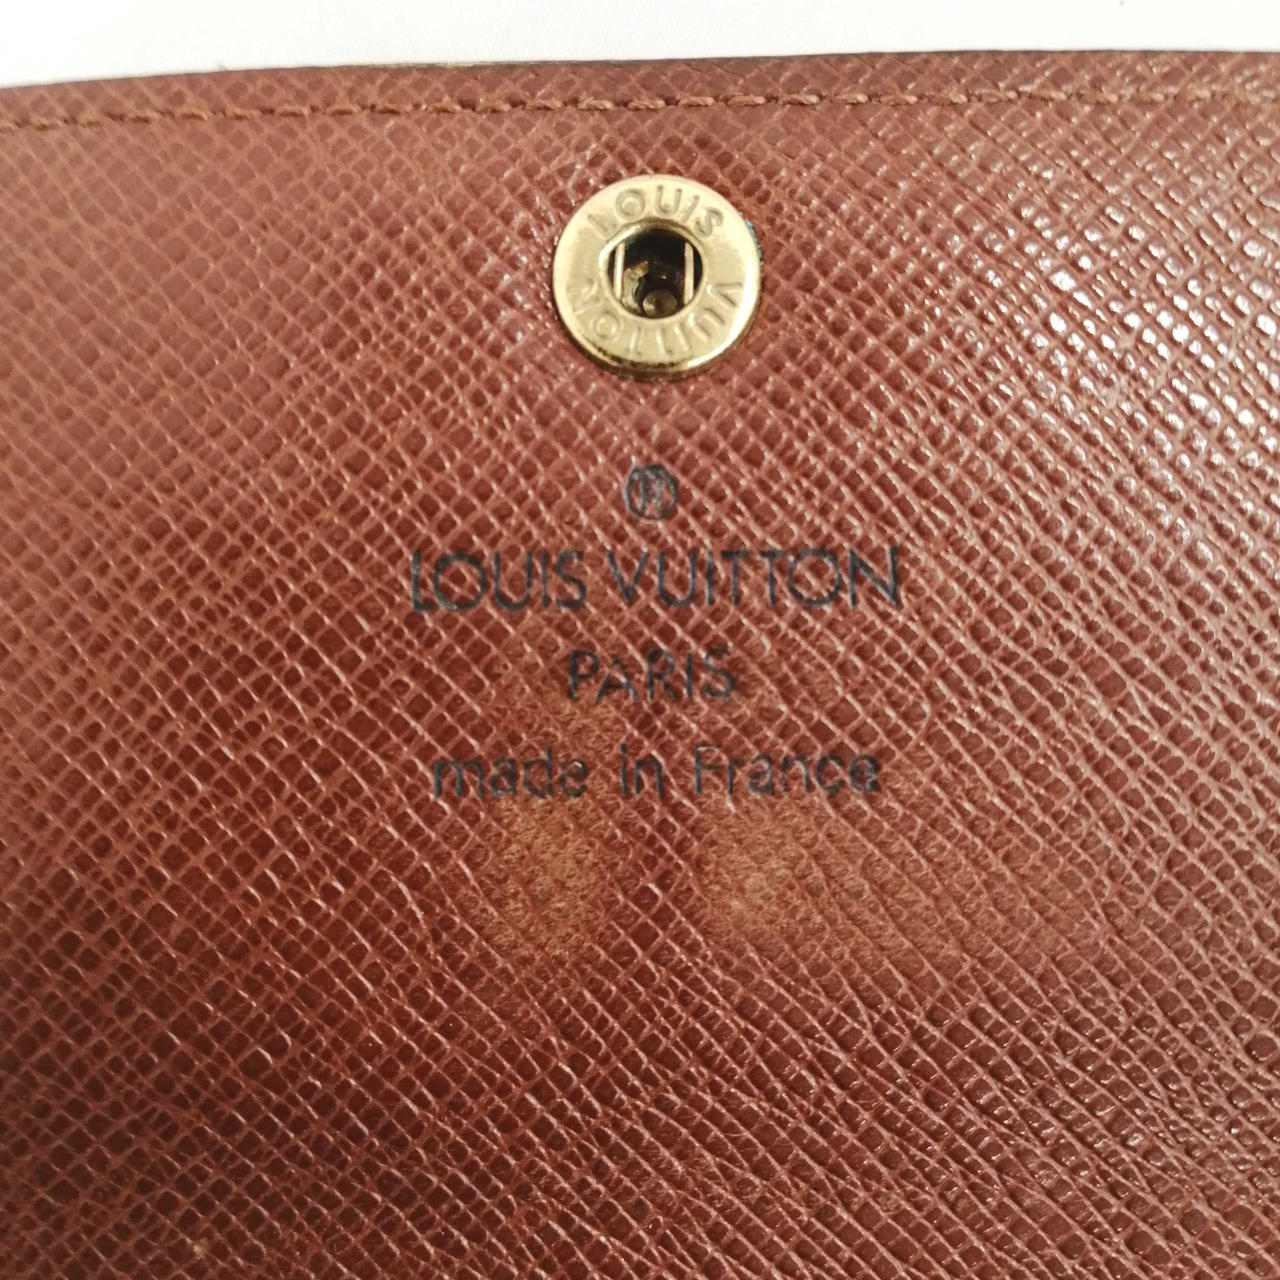 LOUIS
VUITTON
®
LOUIS VUITTON
PARIS
made in France